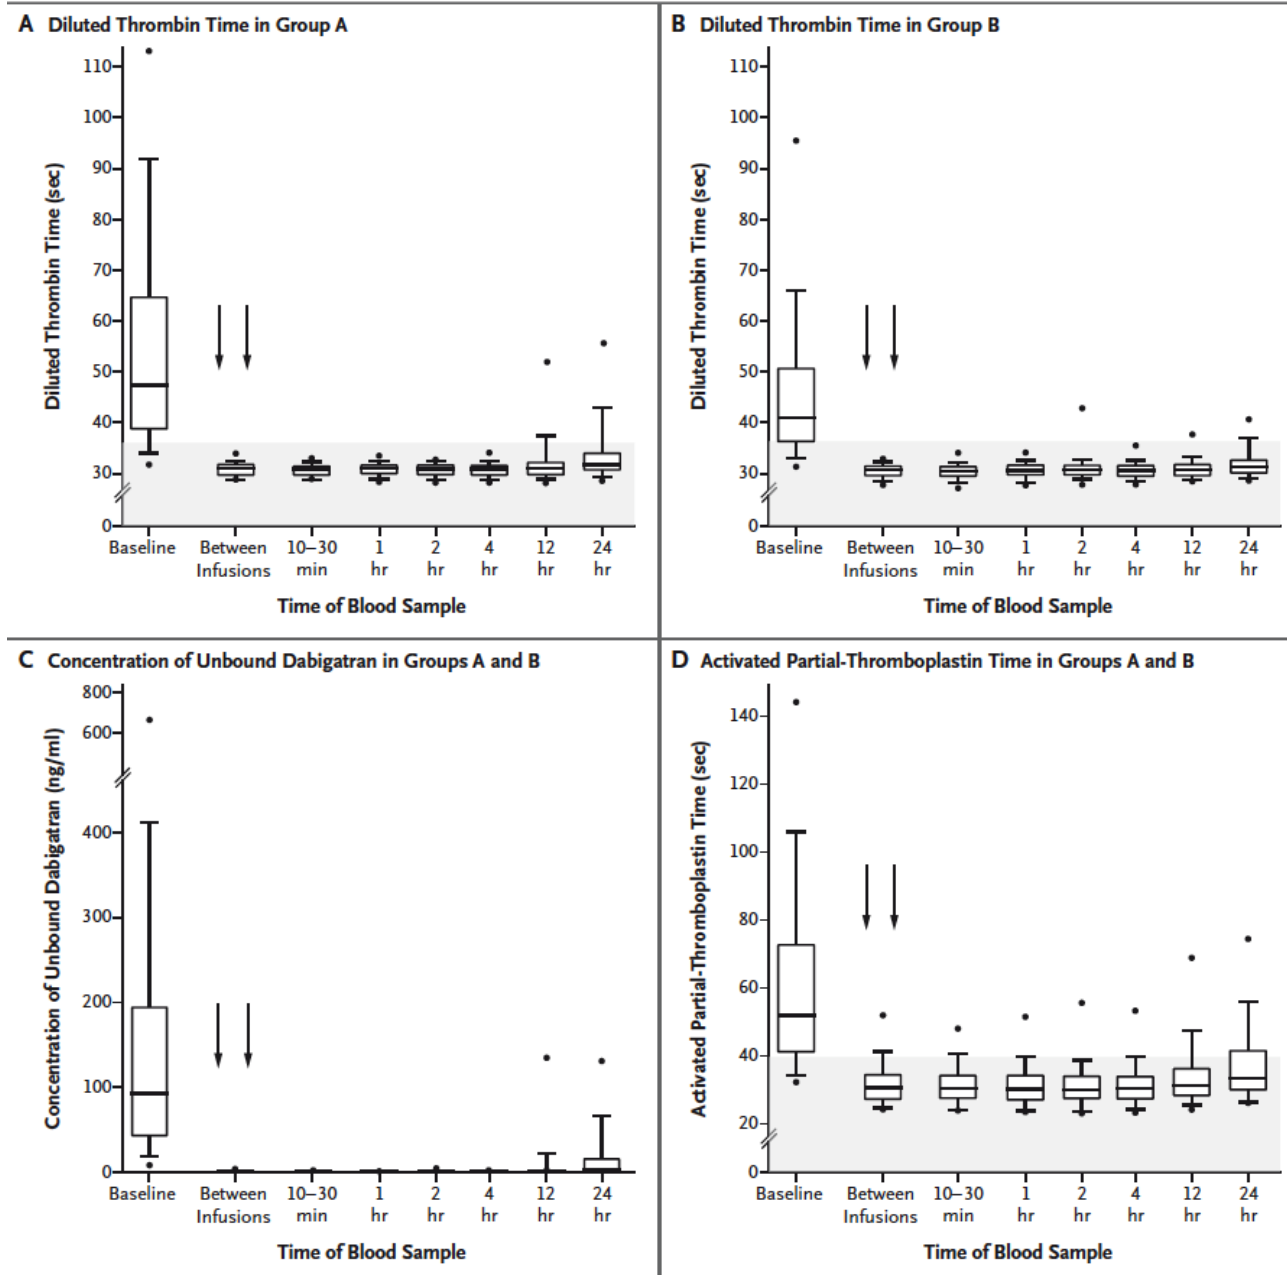 A Diluted Thrombin Time in Group A
Diluted Thrombin Time (sec)
110
100
90
80
70
60
50
40
30
0
Baseline
Between
Infusions
10–30
min
1
hr
2
hr
4
hr
12
hr
24
hr
Time of Blood Sample
B Diluted Thrombin Time in Group B
Diluted Thrombin Time (sec)
110
100
90
80
70
60
50
40
30
0
Baseline
Between
Infusions
10–30
min
1
hr
2
hr
4
hr
12
hr
24
hr
Time of Blood Sample
C Concentration of Unbound Dabigatran in Groups A and B
Concentration of Unbound Dabigatran (ng/ml)
800
600
400
300
200
100
0
Baseline
Between
Infusions
10–30
min
1
hr
2
hr
4
hr
12
hr
24
hr
Time of Blood Sample
D Activated Partial-Thromboplastin Time in Groups A and B
Activated Partial-Thromboplastin Time (sec)
140
120
100
80
60
40
20
0
Baseline
Between
Infusions
10–30
min
1
hr
2
hr
4
hr
12
hr
24
hr
Time of Blood Sample